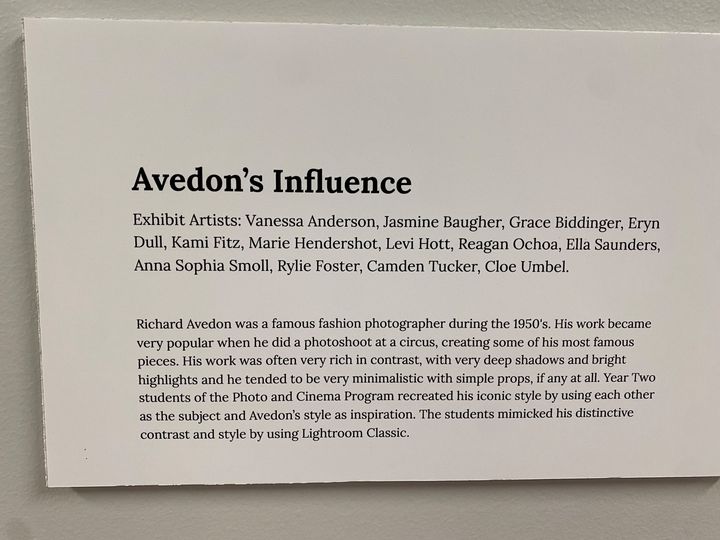 Avedon's Influence
Exhibit Artists: Vanessa Anderson, Jasmine Baugher, Grace Biddinger, Eryn
Dull, Kami Fitz, Marie Hendershot, Levi Hott, Reagan Ochoa, Ella Saunders,
Anna Sophia Smoll, Rylie Foster, Camden Tucker, Cloe Umbel.
Richard Avedon was a famous fashion photographer during the 1950's. His work became
very popular when he did a photoshoot at a circus, creating some of his most famous
pieces. His work was often very rich in contrast, with very deep shadows and bright
highlights and he tended to be very minimalistic with simple props, if any at all. Year Two
students of the Photo and Cinema Program recreated his iconic style by using each other
as the subject and Avedon's style as inspiration. The students mimicked his distinctive
contrast and style by using Lightroom Classic.